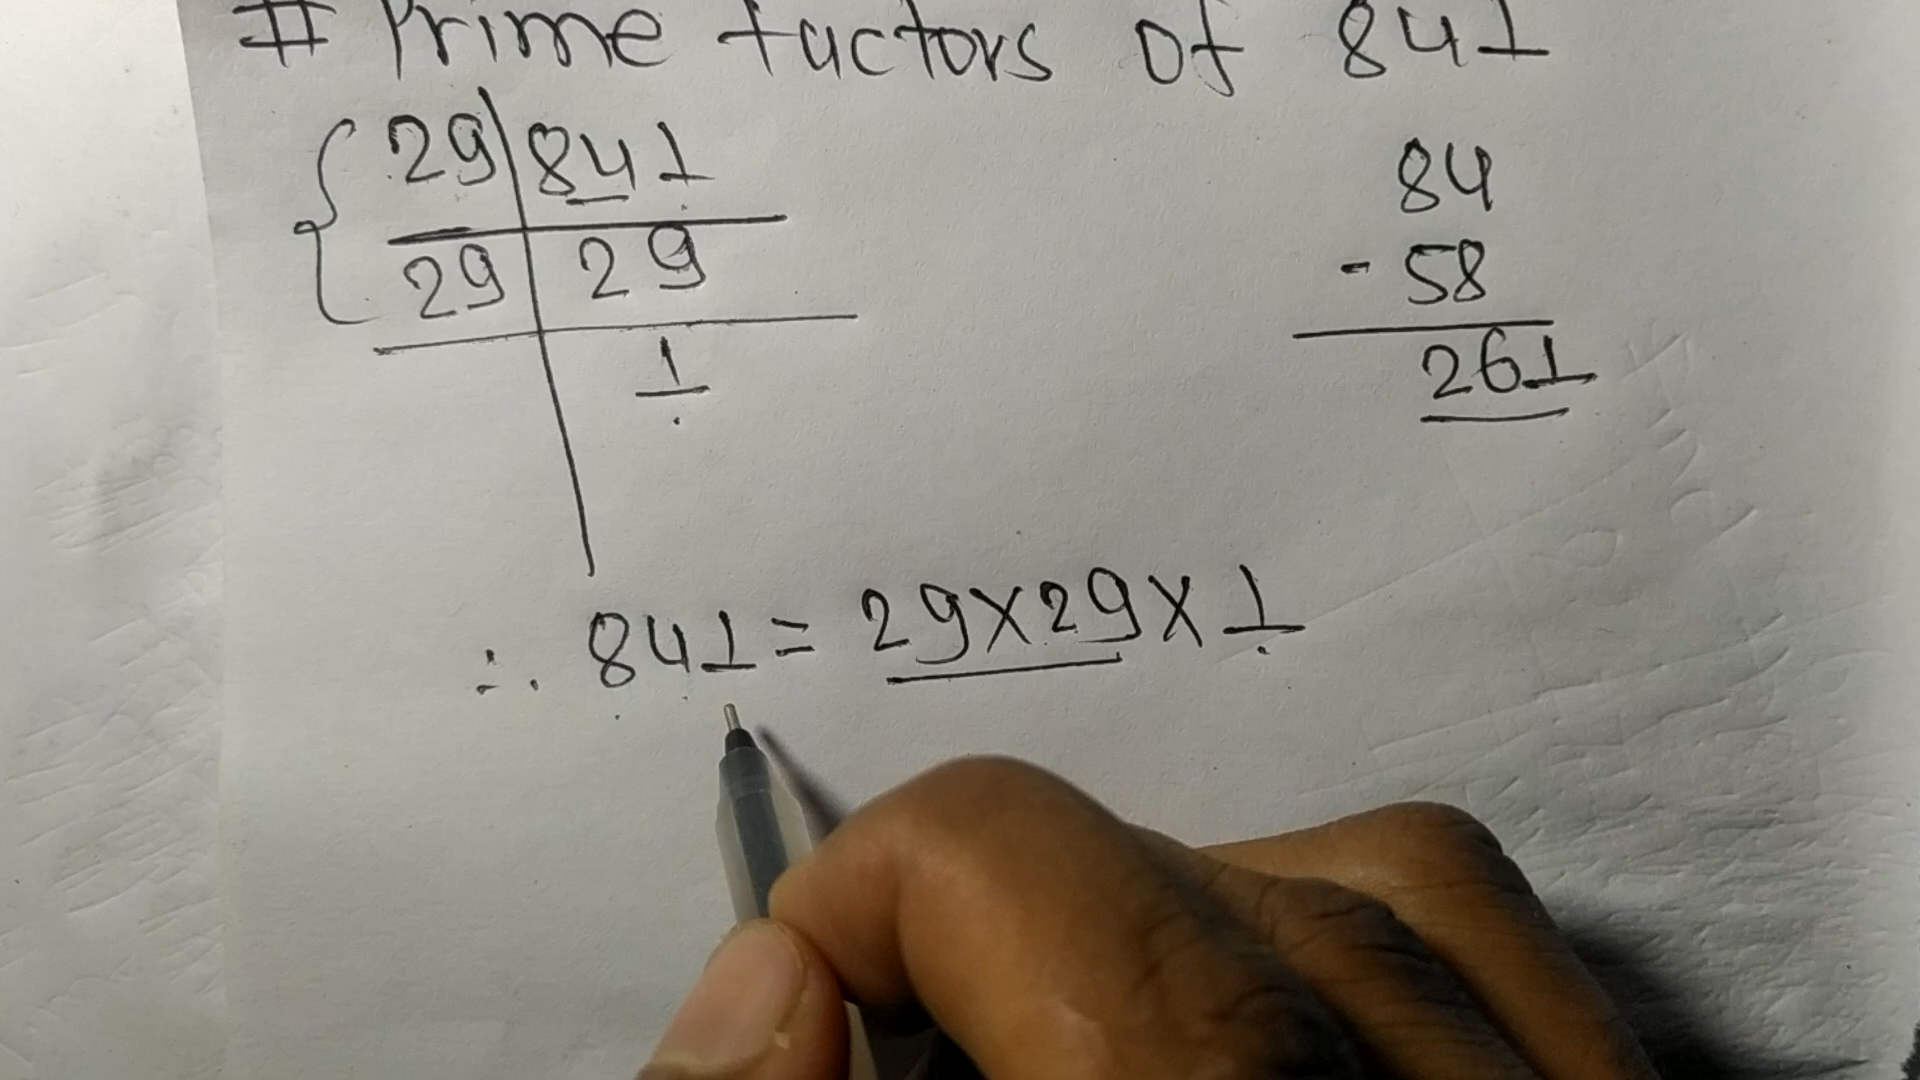 # Prime factors of 841
29 | 841
29 | 29
1
84
- 58
261
∴ 841 = 29 X 29 X 1